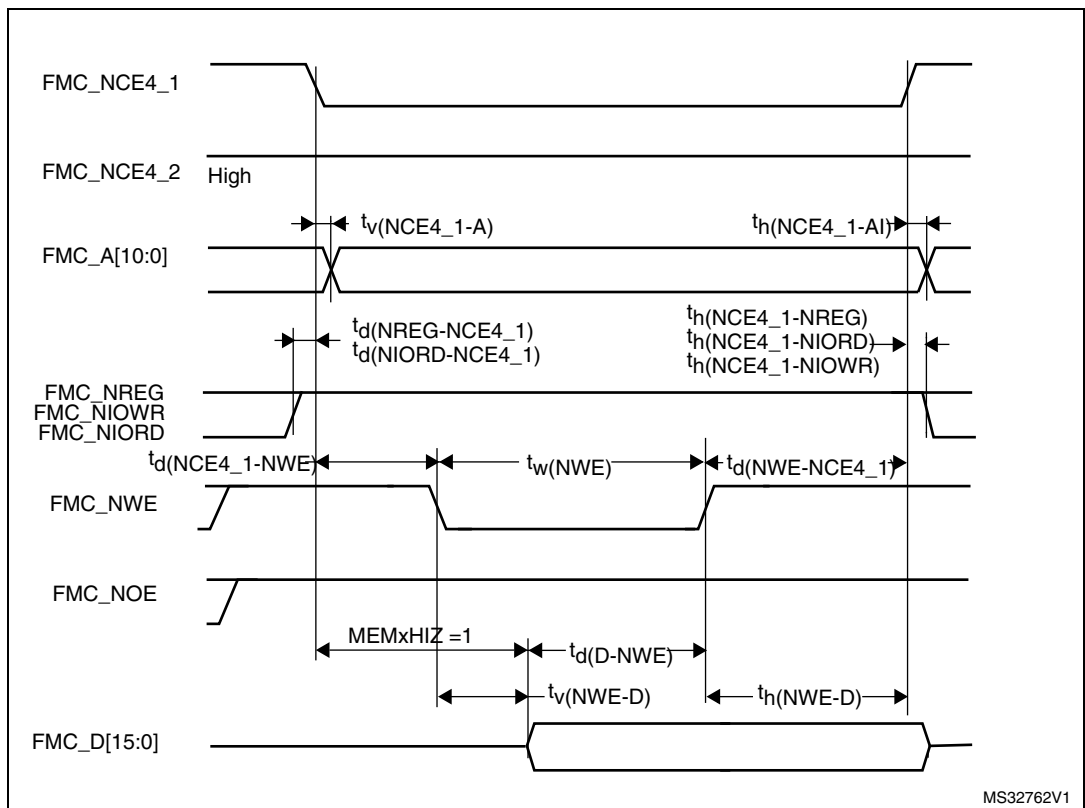 FMC_NCE4_1
FMC_NCE4_2 High
tv(NCE4_1-A)
th(NCE4_1-AI)
FMC_A[10:0]
td(NREG-NCE4_1)
td(NIORD-NCE4_1)
th(NCE4_1-NREG)
th(NCE4_1-NIORD)
th(NCE4_1-NIOWR)
FMC_NREG
FMC_NIOWR
FMC_NIORD
td(NCE4_1-NWE)
tw(NWE)
td(NWE-NCE4_1)
FMC_NWE
FMC_NOE
MEMxHIZ =1
td(D-NWE)
tv(NWE-D)
th(NWE-D)
FMC_D[15:0]
MS32762V1